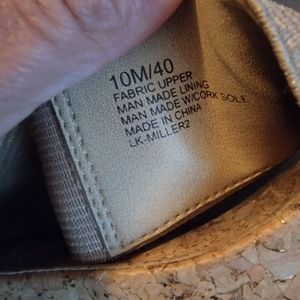 10M/40
FABRIC UPPER
MAN MADE LINING
MAN MADE W/CORK SOLE
MADE IN CHINA
LK-MILLER2